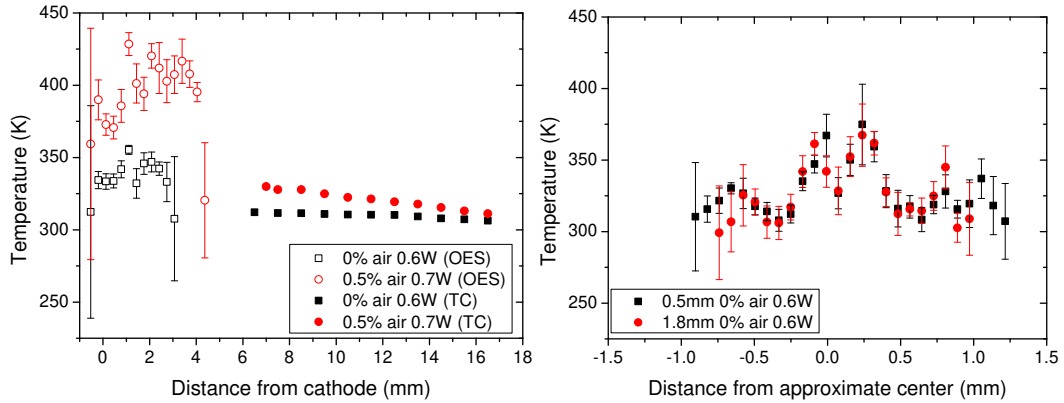 450
400
350
300
250
Temperature (K)
0 2 4 6 8 10 12 14 16 18
Distance from cathode (mm)
0% air 0.6W (OES)
0.5% air 0.7W (OES)
0% air 0.6W (TC)
0.5% air 0.7W (TC)
450
400
350
300
250
Temperature (K)
-1.5 -1.0 -0.5 0.0 0.5 1.0 1.5
Distance from approximate center (mm)
0.5mm 0% air 0.6W
1.8mm 0% air 0.6W